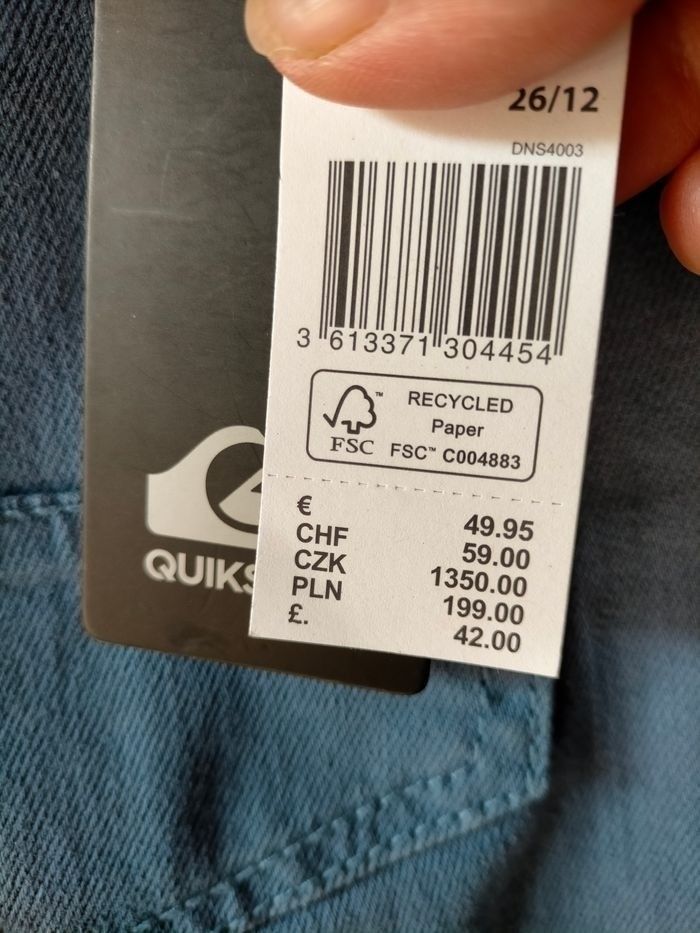 26/12
DNS4003
3 613371 304454
RECYCLED
Paper
FSC™ C004883
FSC
€ 49.95
CHF 59.00
CZK 1350.00
PLN 199.00
£. 42.00
QUIKS